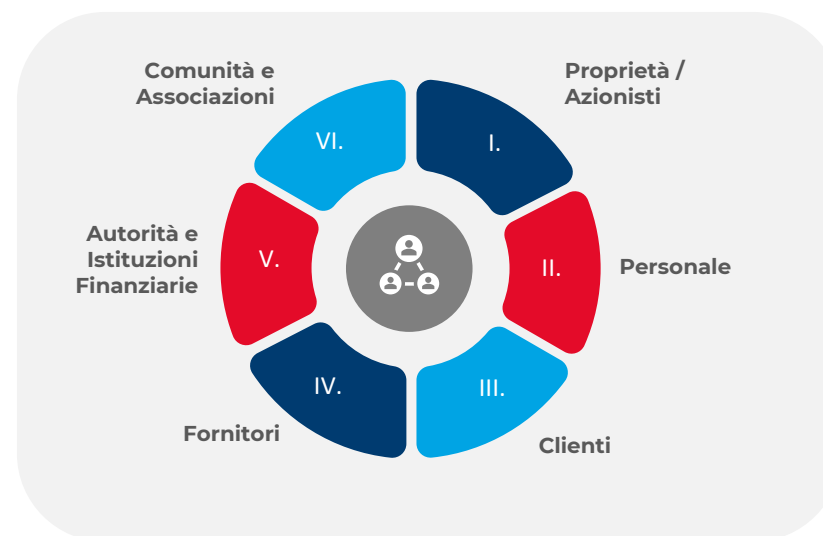 Proprietà /
Azionisti
I.
Personale
II.
Clienti
III.
Fornitori
IV.
Autorità e
Istituzioni
Finanziarie
V.
Comunità e
Associazioni
VI.